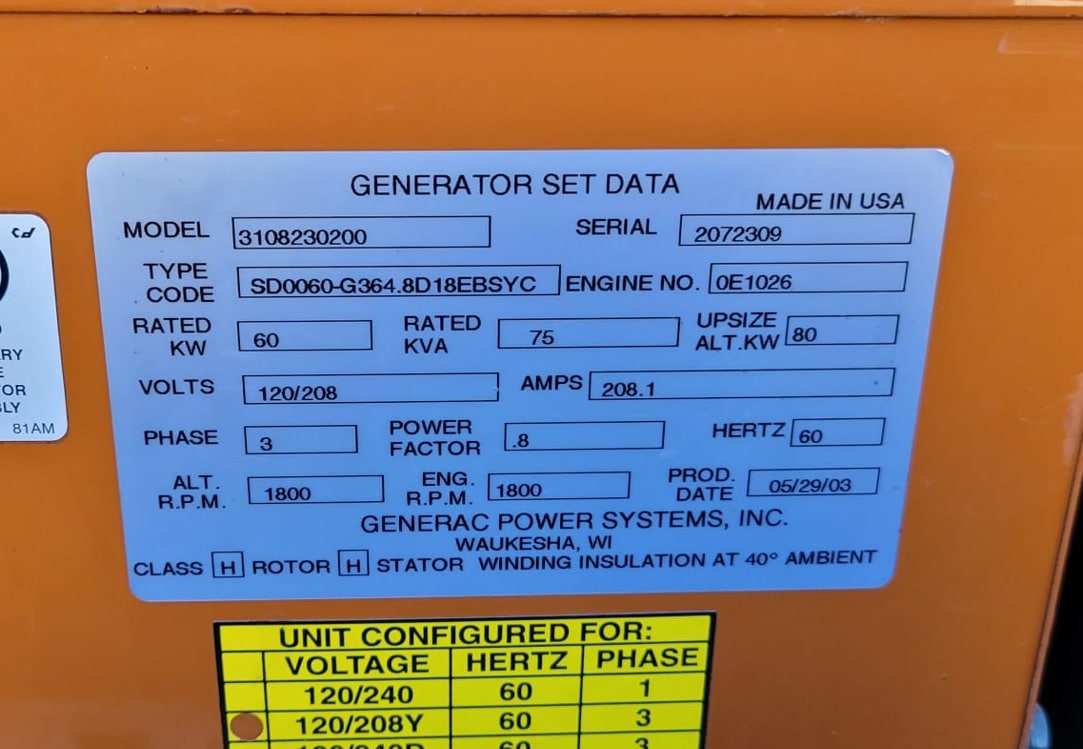 GENERATOR SET DATA
MADE IN USA
MODEL 3108230200 SERIAL 2072309
TYPE CODE SD0060-G364.8D18EBSYC ENGINE NO. 0E1026
RATED KW 60 RATED KVA 75 UPSIZE ALT.KW 80
VOLTS 120/208 AMPS 208.1
PHASE 3 POWER FACTOR .8 HERTZ 60
ALT. R.P.M. 1800 ENG. R.P.M. 1800 PROD. DATE 05/29/03
GENERAC POWER SYSTEMS, INC.
WAUKESHA, WI
CLASS H ROTOR H STATOR WINDING INSULATION AT 40° AMBIENT
UNIT CONFIGURED FOR:
VOLTAGE HERTZ PHASE
120/240 60 1
120/208Y 60 3
60 3
81AM